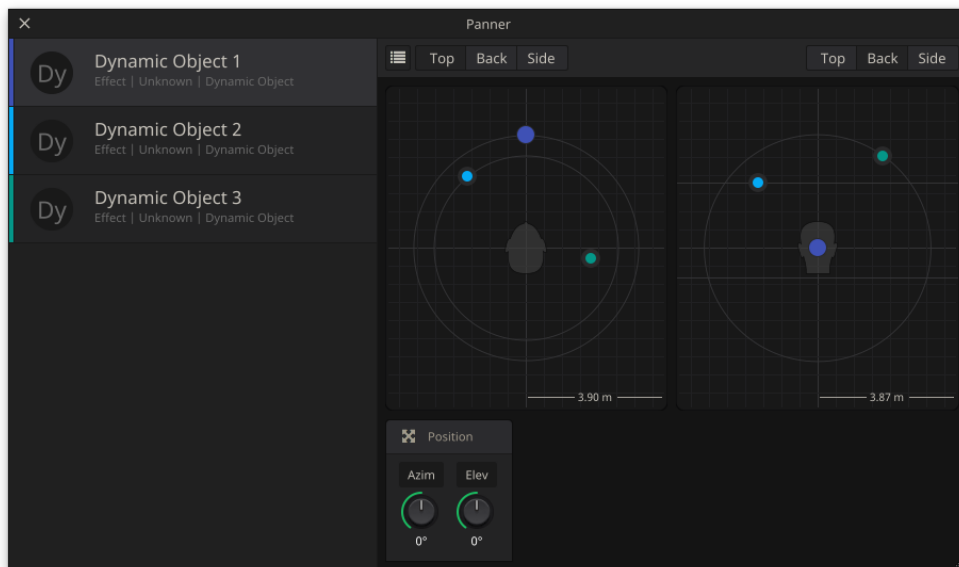 Panner
Dy
Dynamic Object 1
Effect | Unknown | Dynamic Object
Dy
Dynamic Object 2
Effect | Unknown | Dynamic Object
Dy
Dynamic Object 3
Effect | Unknown | Dynamic Object
Top Back Side
Top Back Side
3.90 m
3.87 m
Position
Azim Elev
0° 0°